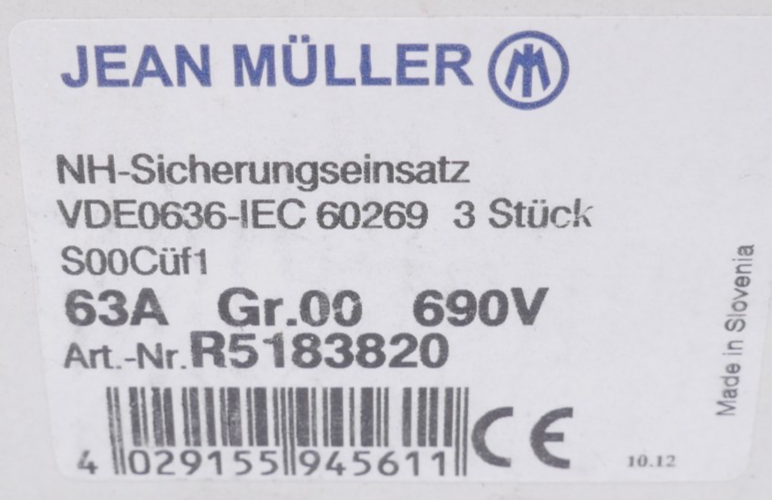 JEAN MÜLLER
NH-Sicherungseinsatz
VDE0636-IEC 60269 3 Stück
S00Cüf1
63A Gr.00 690V
Art.-Nr. R5183820
4 029155 945611
CE
10.12
Made in Slovenia